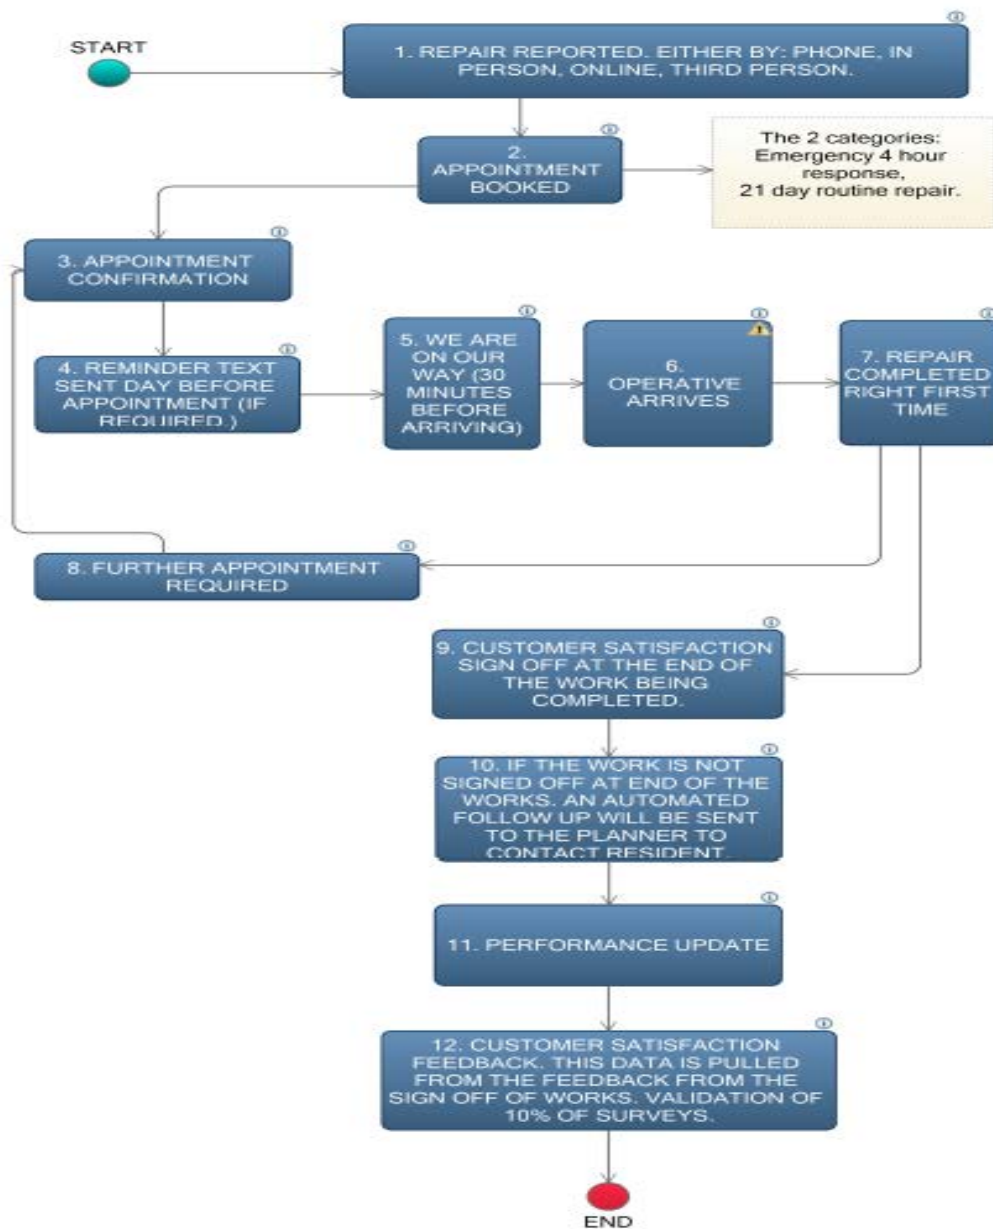 START
1. REPAIR REPORTED. EITHER BY: PHONE, IN
PERSON, ONLINE, THIRD PERSON.
2.
APPOINTMENT
BOOKED
The 2 categories:
Emergency 4 hour
response,
21 day routine repair.
3. APPOINTMENT
CONFIRMATION
4. REMINDER TEXT
SENT DAY BEFORE
APPOINTMENT (IF
REQUIRED.)
5. WE ARE
ON OUR
WAY (30
MINUTES
BEFORE
ARRIVING)
6.
OPERATIVE
ARRIVES
7. REPAIR
COMPLETED
RIGHT FIRST
TIME
8. FURTHER APPOINTMENT
REQUIRED
9. CUSTOMER SATISFACTION
SIGN OFF AT THE END OF
THE WORK BEING
COMPLETED.
10. IF THE WORK IS NOT
SIGNED OFF AT END OF THE
WORKS. AN AUTOMATED
FOLLOW UP WILL BE SENT
TO THE PLANNER TO
CONTACT RESIDENT.
11. PERFORMANCE UPDATE
12. CUSTOMER SATISFACTION
FEEDBACK. THIS DATA IS PULLED
FROM THE FEEDBACK FROM THE
SIGN OFF OF WORKS. VALIDATION OF
10% OF SURVEYS.
END